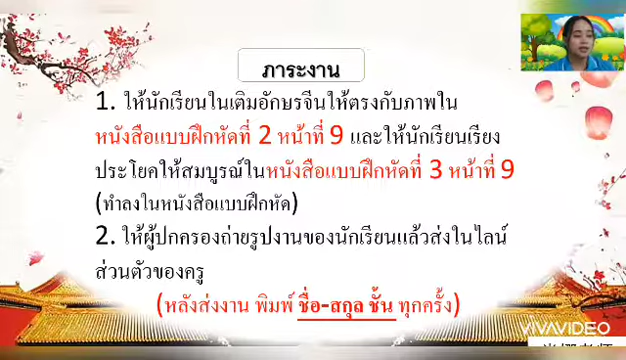 ภาระงาน
1. ให้นักเรียนในเติมอักษรจีนให้ตรงกับภาพใน
หนังสือแบบฝึกหัดที่ 2 หน้าที่ 9 และให้นักเรียนเรียง
ประโยคให้สมบูรณ์ในหนังสือแบบฝึกหัดที่ 3 หน้าที่ 9
(ทำลงในหนังสือแบบฝึกหัด)
2. ให้ผู้ปกครองถ่ายรูปงานของนักเรียนแล้วส่งในไลน์
ส่วนตัวของครู
(หลังส่งงาน พิมพ์ ชื่อ-สกุล ชั้น ทุกครั้ง)
VIVAVIDEO